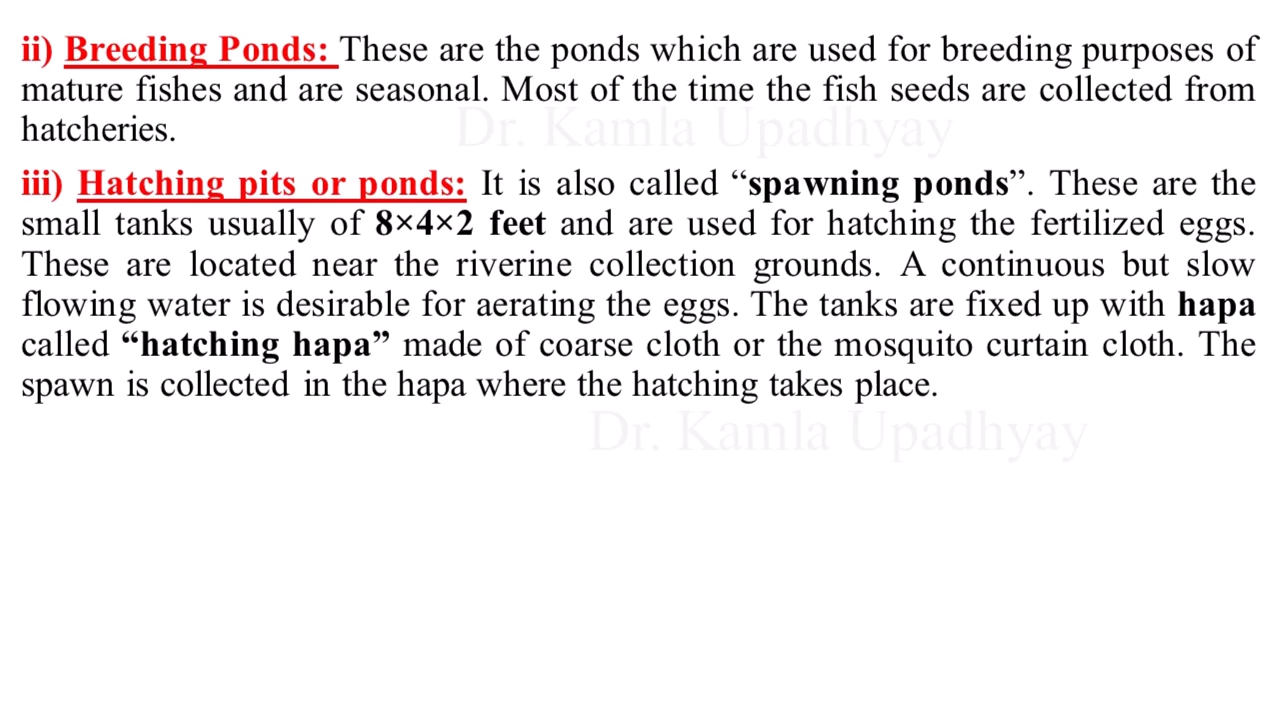 ii) Breeding Ponds: These are the ponds which are used for breeding purposes of
mature fishes and are seasonal. Most of the time the fish seeds are collected from
hatcheries.
Dr. Kamla Upadhyay
iii) Hatching pits or ponds: It is also called “spawning ponds”. These are the
small tanks usually of 8×4×2 feet and are used for hatching the fertilized eggs.
These are located near the riverine collection grounds. A continuous but slow
flowing water is desirable for aerating the eggs. The tanks are fixed up with hapa
called “hatching hapa” made of coarse cloth or the mosquito curtain cloth. The
spawn is collected in the hapa where the hatching takes place.
Dr. Kamla Upadhyay